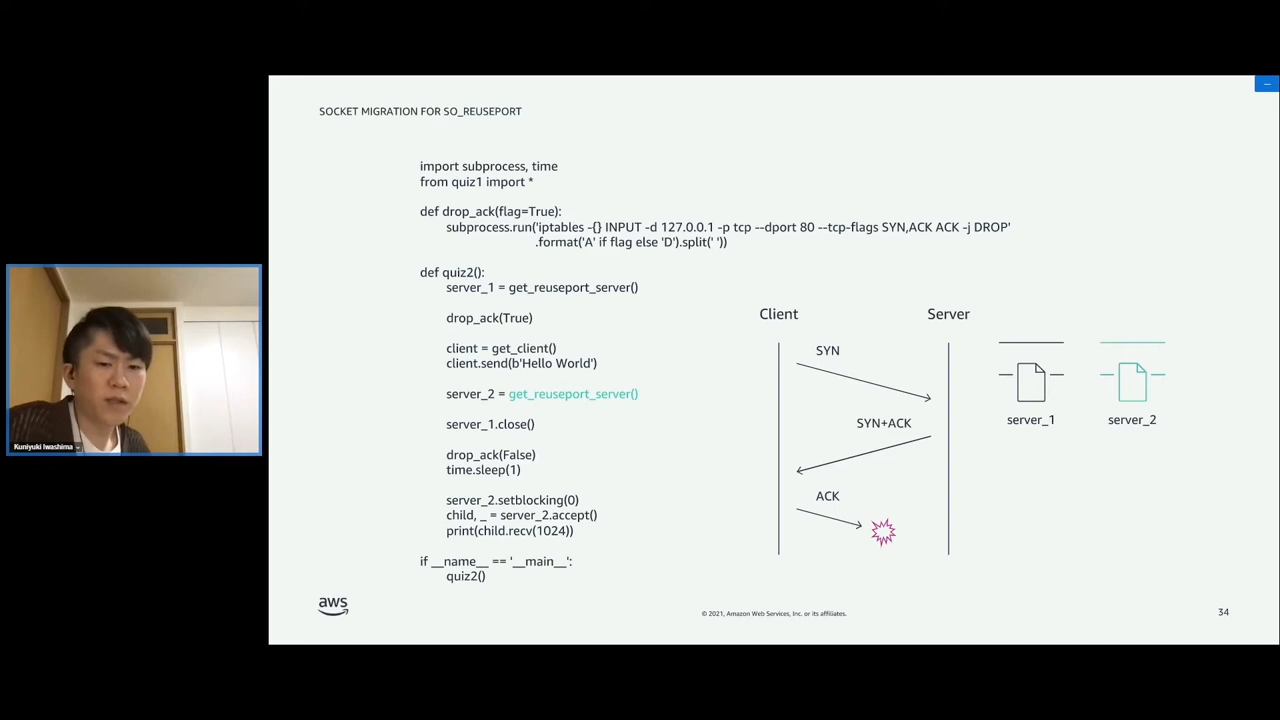 SOCKET MIGRATION FOR SO_REUSEPORT
import subprocess, time
from quiz1 import *
def drop_ack(flag=True):
subprocess.run('iptables -{} INPUT -d 127.0.0.1 -p tcp --dport 80 --tcp-flags SYN,ACK ACK -j DROP'
.format('A' if flag else 'D').split(' '))
def quiz2():
server_1 = get_reuseport_server()
drop_ack(True)
client = get_client()
client.send(b'Hello World')
server_2 = get_reuseport_server()
server_1.close()
drop_ack(False)
time.sleep(1)
server_2.setblocking(0)
child, _ = server_2.accept()
print(child.recv(1024))
if __name__ == '__main__':
quiz2()
Client
Server
SYN
SYN+ACK
ACK
server_1
server_2
Kuniyuki Iwashima
aws
© 2021, Amazon Web Services, Inc. or its affiliates.
34